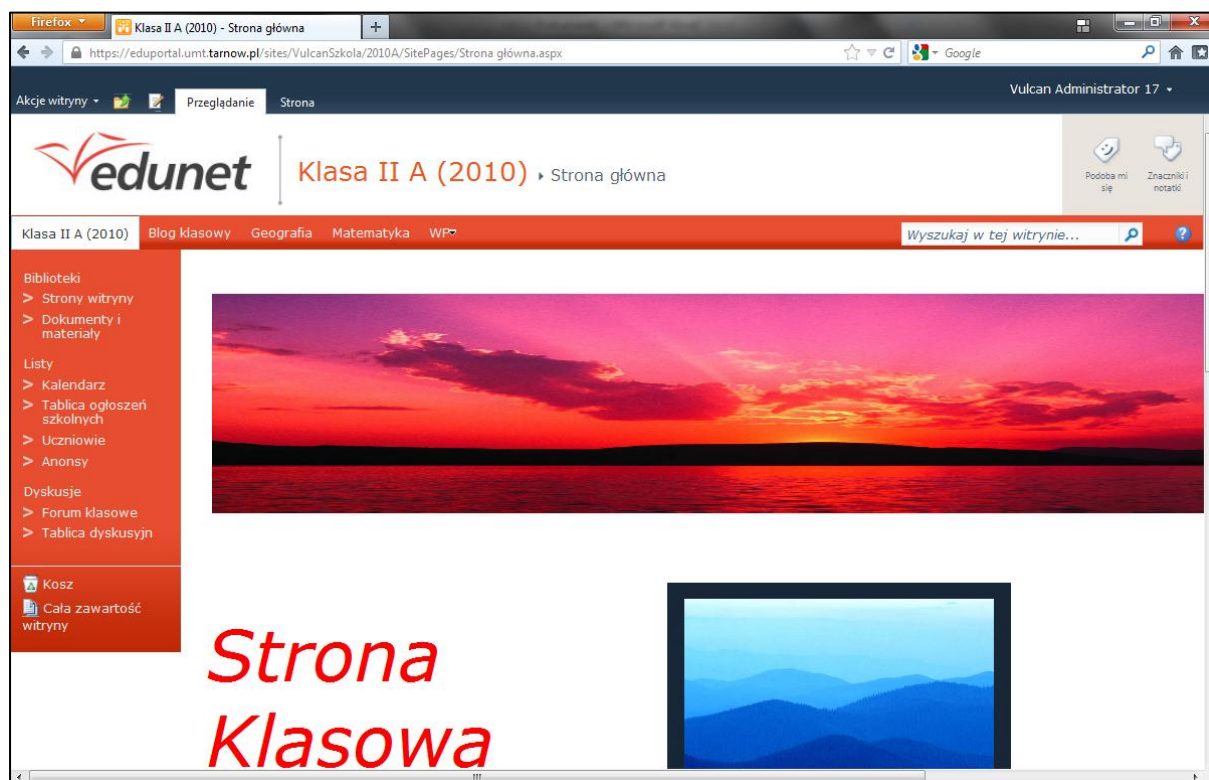 Firefox
Klasa II A (2010) - Strona główna
https://eduportal.umt.tarnow.pl/sites/VulcanSzkola/2010A/SitePages/Strona główna.aspx
Google
Vulcan Administrator 17
Akcje witryny
Przeglądanie
Strona
edunet
Klasa II A (2010) Strona główna
Podoba mi
się
Znaczniki i
notatki
Klasa II A (2010)
Blog klasowy
Geografia
Matematyka
WP
Wyszukaj w tej witrynie...
Biblioteki
> Strony witryny
> Dokumenty i
materiały
Listy
> Kalendarz
> Tablica ogłoszeń
szkolnych
> Uczniowie
> Anonsy
Dyskusje
> Forum klasowe
> Tablica dyskusyjn
Kosz
Cała zawartość
witryny
Strona
Klasowa